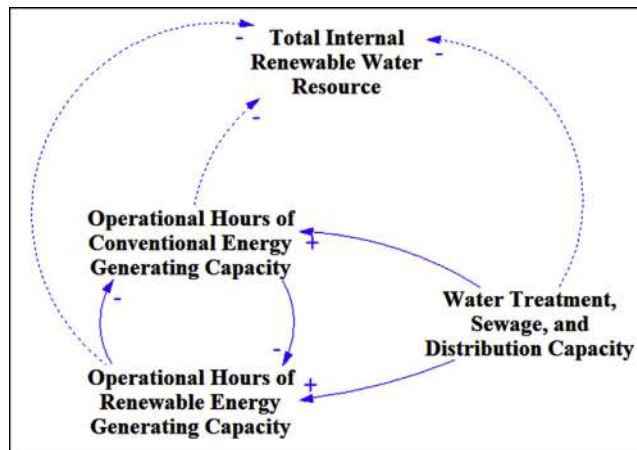 -
-
Total Internal
Renewable Water
Resource
-
Operational Hours of
Conventional Energy
Generating Capacity
+
Water Treatment,
Sewage, and
Distribution Capacity
-
-
Operational Hours of
Renewable Energy
Generating Capacity
+